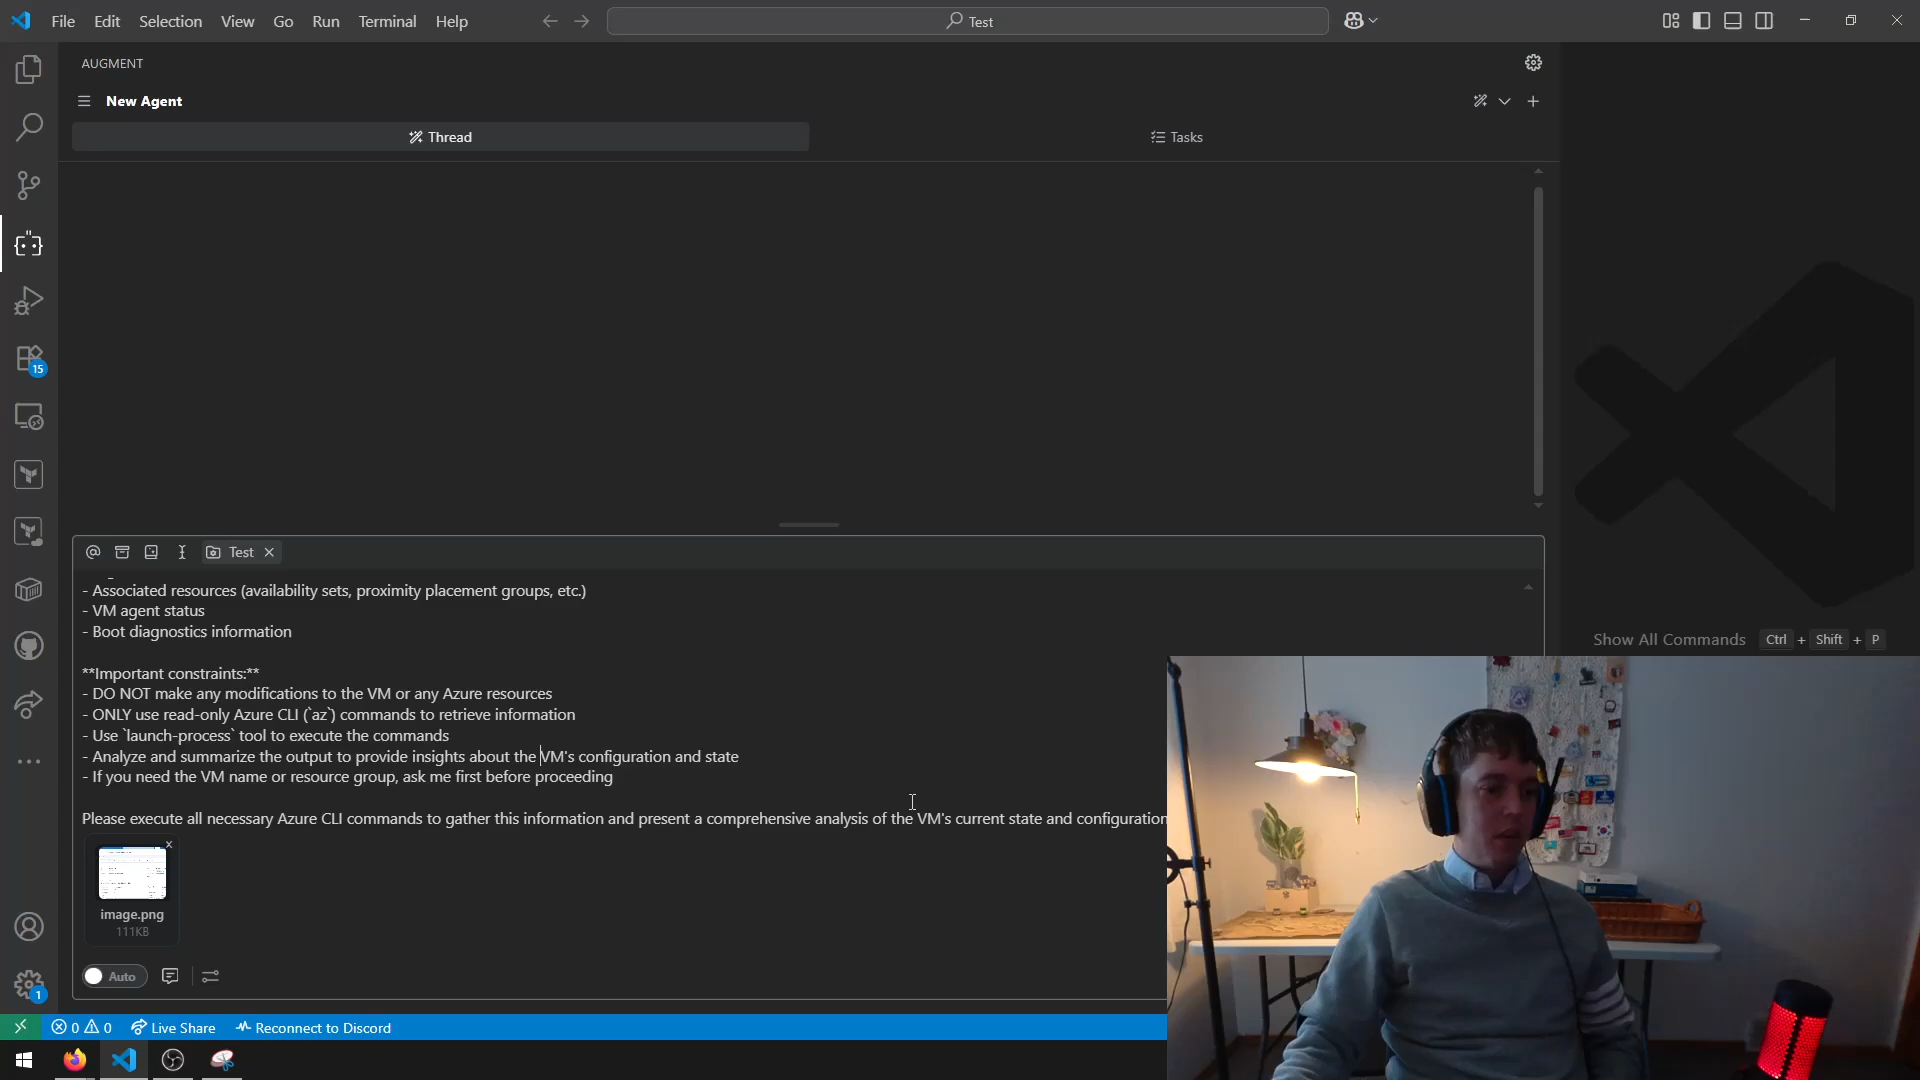 File Edit Selection View Go Run Terminal Help
Test
AUGMENT
New Agent
Thread
Tasks
Test
- Associated resources (availability sets, proximity placement groups, etc.)
- VM agent status
- Boot diagnostics information
**Important constraints:**
- DO NOT make any modifications to the VM or any Azure resources
- ONLY use read-only Azure CLI (`az`) commands to retrieve information
- Use `launch-process` tool to execute the commands
- Analyze and summarize the output to provide insights about the VM's configuration and state
- If you need the VM name or resource group, ask me first before proceeding
Please execute all necessary Azure CLI commands to gather this information and present a comprehensive analysis of the VM's current state and configuration
image.png
111KB
Auto
Show All Commands Ctrl + Shift + P
15
1
0 0 Live Share Reconnect to Discord